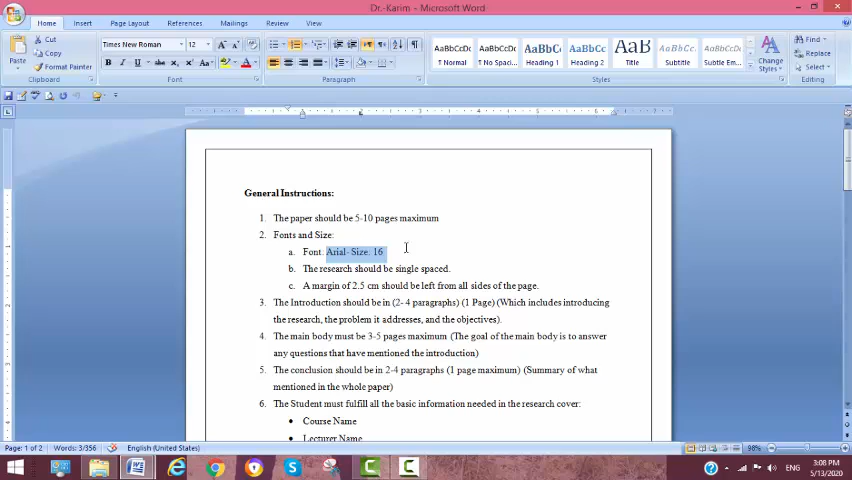 Dr.-Karim - Microsoft Word
Home Insert Page Layout References Mailings Review View
Paste
Cut
Copy
Format Painter
Clipboard
Times New Roman 12
Font
Paragraph
AaBbCcDc AaBbCcDc AaBbCc AaBbCc AaB AaBbCcL AaBbCcDc
¶ Normal ¶ No Spaci... Heading 1 Heading 2 Title Subtitle Subtle Em...
Change Styles
Styles
Find
Replace
Select
Editing
General Instructions:
1. The paper should be 5-10 pages maximum
2. Fonts and Size:
a. Font: Arial- Size: 16
b. The research should be single spaced.
c. A margin of 2.5 cm should be left from all sides of the page.
3. The Introduction should be in (2- 4 paragraphs) (1 Page) (Which includes introducing
the research, the problem it addresses, and the objectives).
4. The main body must be 3-5 pages maximum (The goal of the main body is to answer
any questions that have mentioned the introduction)
5. The conclusion should be in 2-4 paragraphs (1 page maximum) (Summary of what
mentioned in the whole paper)
6. The Student must fulfill all the basic information needed in the research cover:
• Course Name
• Lecturer Name
Page: 1 of 2 Words: 3/356 English (United States) 98%
ENG 3:08 PM
5/13/2020